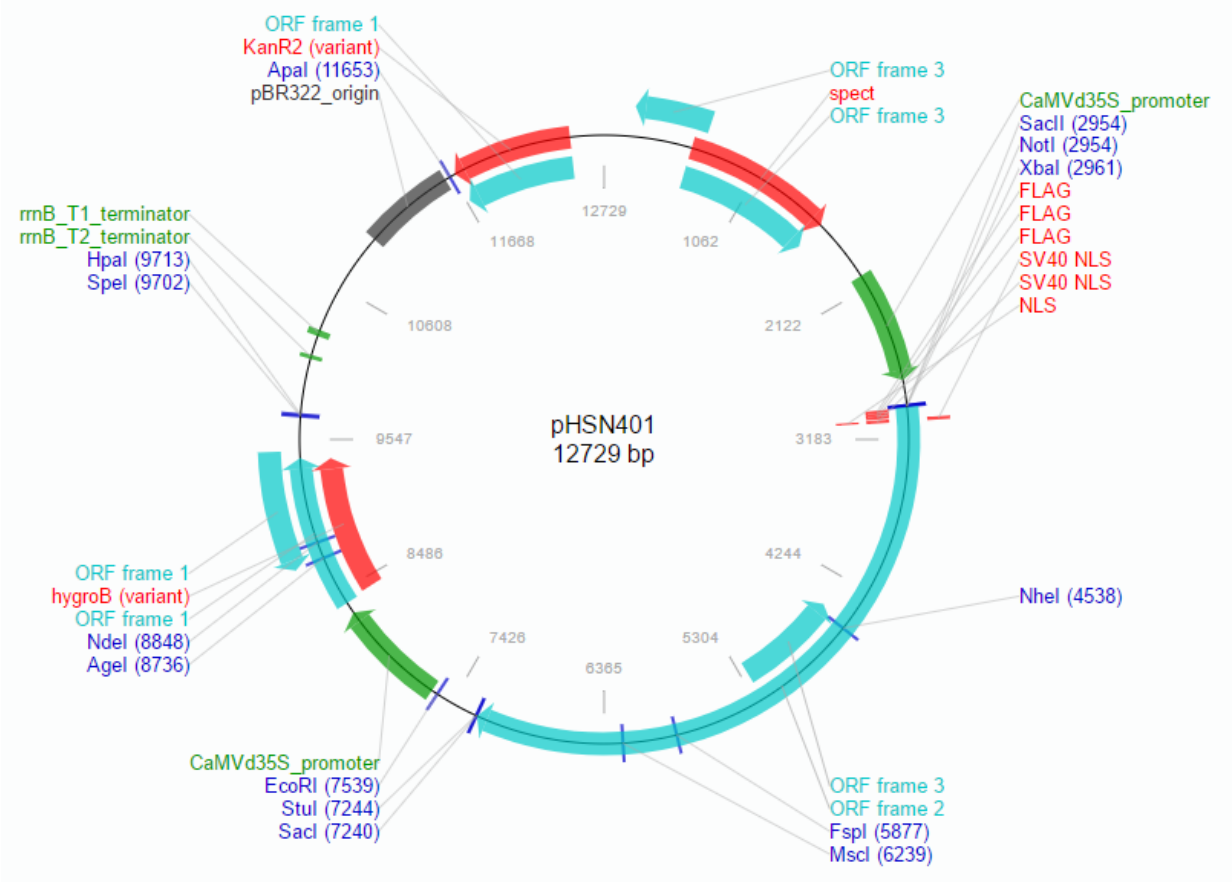 ORF frame 1
KanR2 (variant)
ApaI (11653)
pBR322_origin
ORF frame 3
spect
ORF frame 3
CaMVd35S_promoter
SacII (2954)
NotI (2954)
XbaI (2961)
FLAG
FLAG
FLAG
SV40 NLS
SV40 NLS
NLS
rrnB_T1_terminator
rrnB_T2_terminator
HpaI (9713)
SpeI (9702)
12729
11668
1062
10608
2122
pHSN401
12729 bp
9547
3183
8486
4244
7426
5304
6365
ORF frame 1
hygroB (variant)
ORF frame 1
NdeI (8848)
AgeI (8736)
NheI (4538)
CaMVd35S_promoter
EcoRI (7539)
StuI (7244)
SacI (7240)
ORF frame 3
ORF frame 2
FspI (5877)
MscI (6239)